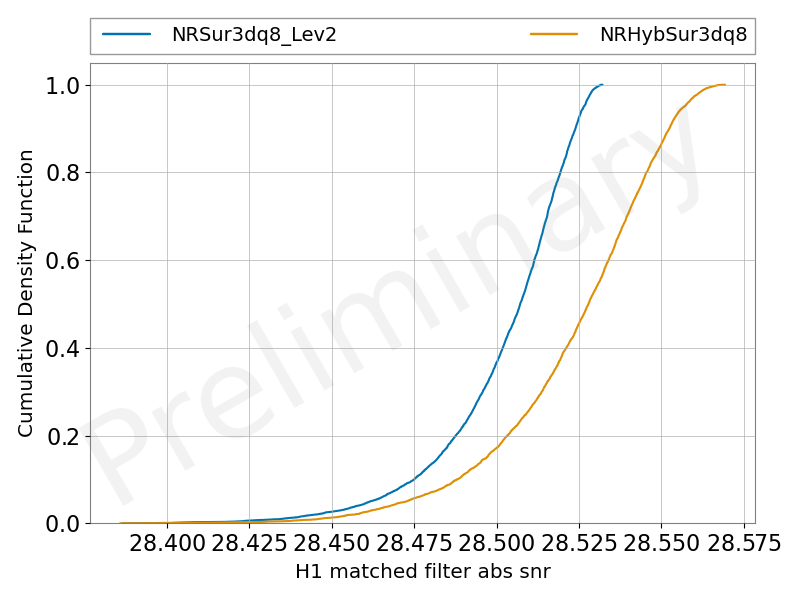 NRSur3dq8_Lev2 NRHybSur3dq8
1.0
0.8
0.6
0.4
0.2
0.0
Cumulative Density Function
Preliminary
28.400 28.425 28.450 28.475 28.500 28.525 28.550 28.575
H1 matched filter abs snr